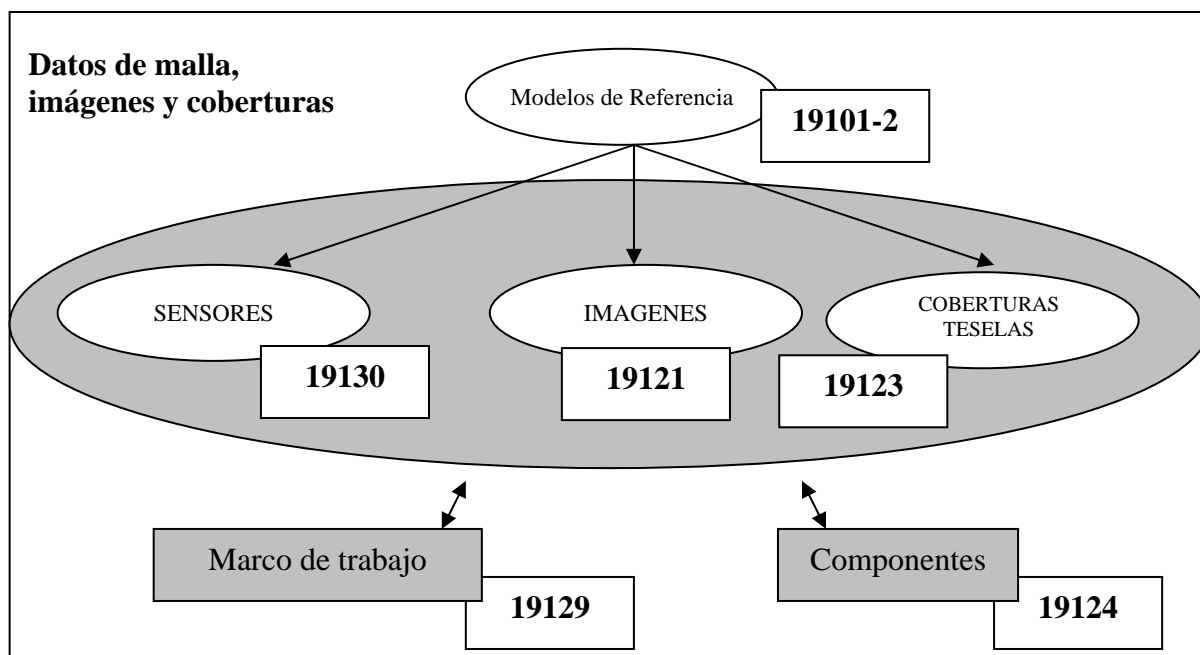 Datos de malla,
imágenes y coberturas
Modelos de Referencia
19101-2
SENSORES
19130
IMAGENES
19121
COBERTURAS
TESELAS
19123
Marco de trabajo
19129
Componentes
19124